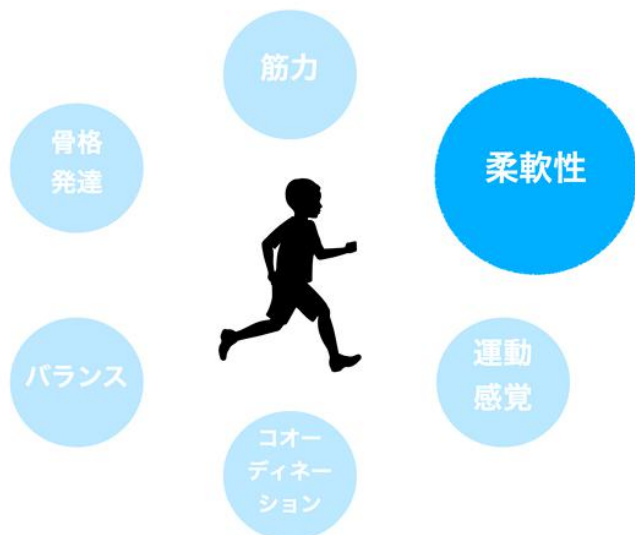 筋力
柔軟性
骨格
発達
運動
感覚
バランス
コオー
ディネー
ション